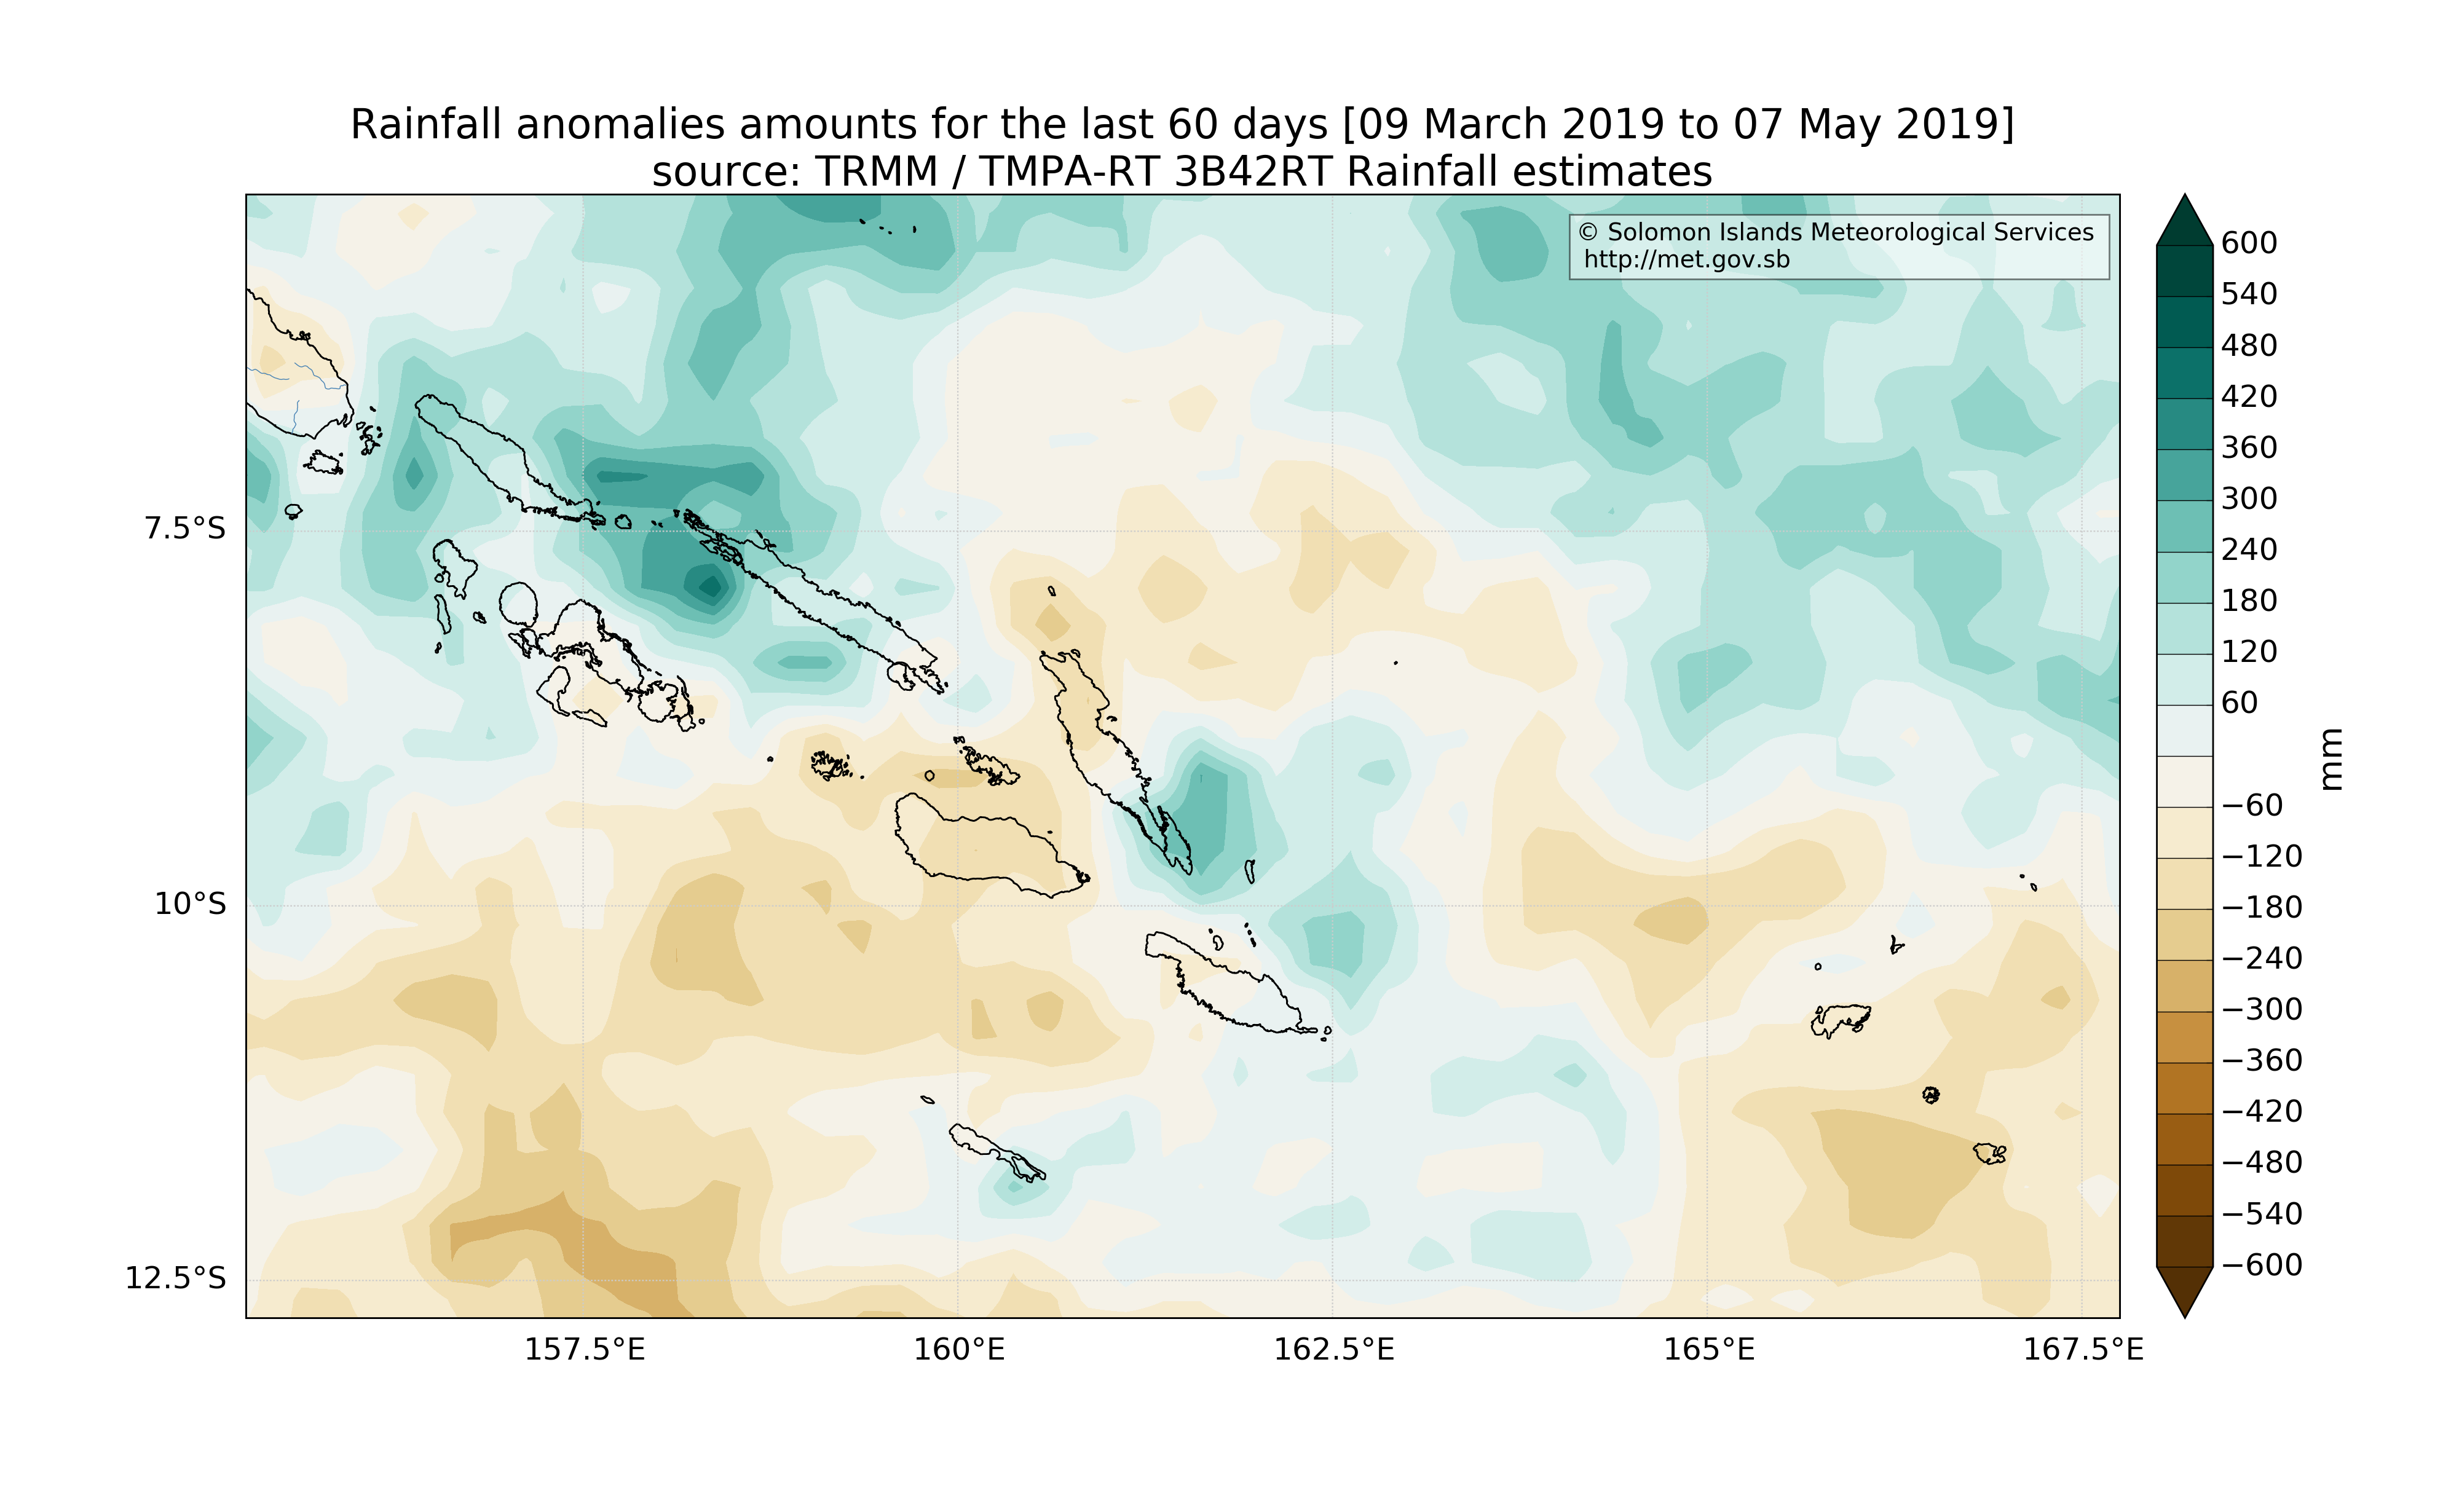 Rainfall anomalies amounts for the last 60 days [09 March 2019 to 07 May 2019]
source: TRMM / TMPA-RT 3B42RT Rainfall estimates
© Solomon Islands Meteorological Services
http://met.gov.sb
7.5°S
10°S
12.5°S
157.5°E
160°E
162.5°E
165°E
167.5°E
600
540
480
420
360
300
240
180
120
60
−60
−120
−180
−240
−300
−360
−420
−480
−540
−600
mm